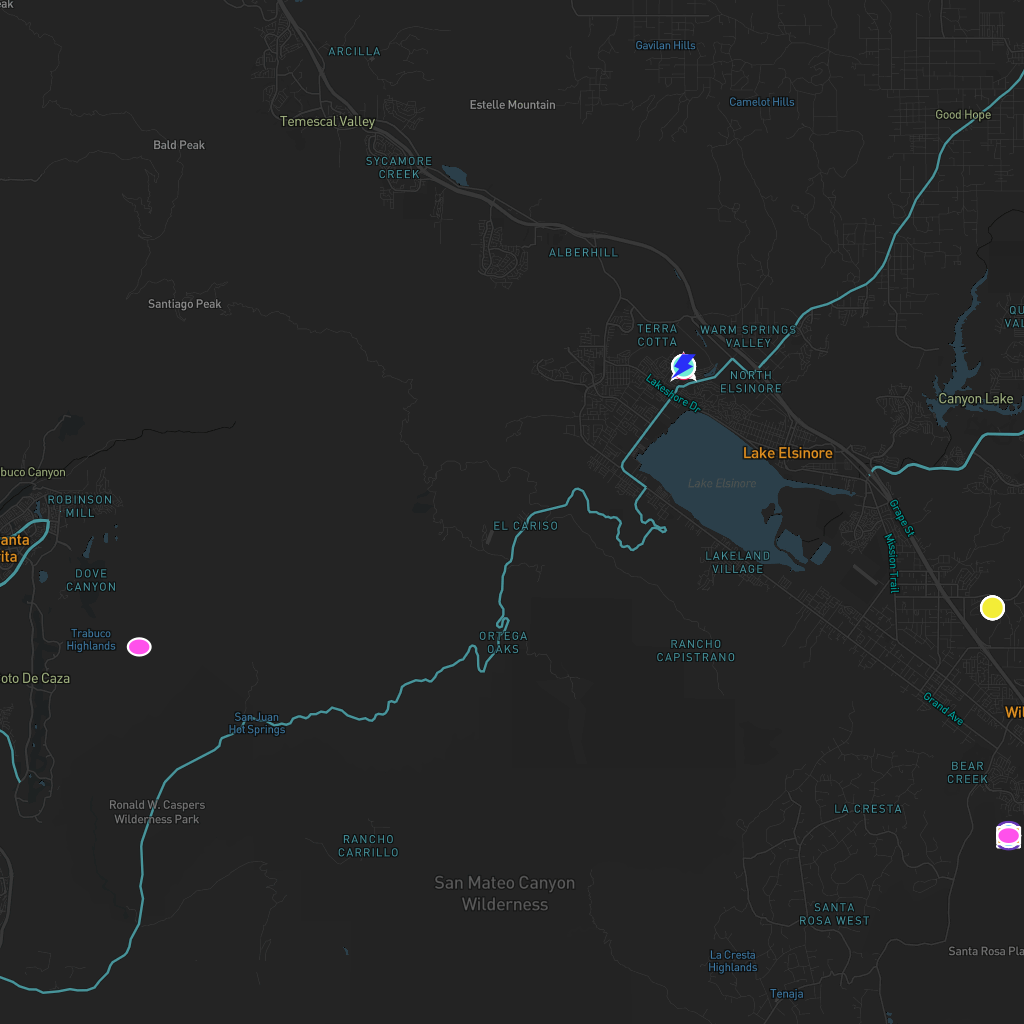 eak
ARCILLA
Gavilan Hills
Estelle Mountain
Camelot Hills
Good Hope
Temescal Valley
Bald Peak
SYCAMORE
CREEK
ALBERHILL
Santiago Peak
QU
VAL
TERRA
COTTA
WARM SPRINGS
VALLEY
NORTH
ELSINORE
Lakeshore Dr
Canyon Lake
Lake Elsinore
buco Canyon
Lake Elsinore
ROBINSON
MILL
Grape St
EL CARISO
anta
rita
Mission Trail
LAKELAND
VILLAGE
DOVE
CANYON
Trabuco
Highlands
ORTEGA
OAKS
RANCHO
CAPISTRANO
oto De Caza
Grand Ave
Wil
San Juan
Hot Springs
BEAR
CREEK
Ronald W. Caspers
Wilderness Park
LA CRESTA
RANCHO
CARRILLO
San Mateo Canyon
Wilderness
SANTA
ROSA WEST
Santa Rosa Pla
La Cresta
Highlands
Tenaja